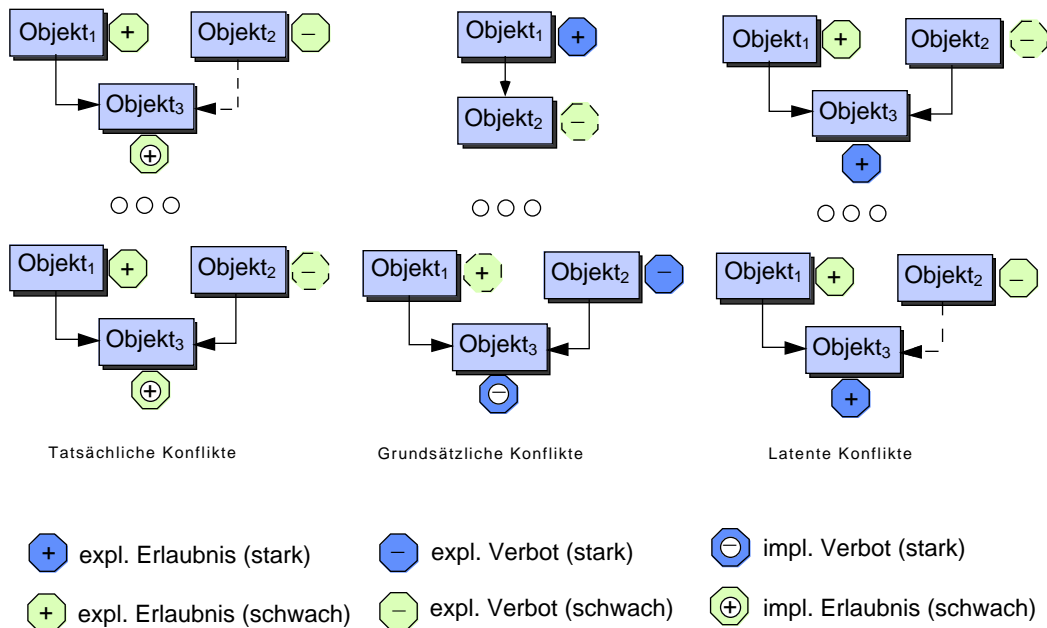 Objekt1 +
Objekt2 –
Objekt3
+
Objekt1 +
Objekt2 –
Objekt1 +
Objekt2 –
Objekt3
+
Objekt1 +
Objekt2 –
Objekt3
+
Objekt1 +
Objekt2 –
Objekt3
–
Objekt1 +
Objekt2 –
Objekt3
+
Tatsächliche Konflikte
Grundsätzliche Konflikte
Latente Konflikte
+ expl. Erlaubnis (stark)
– expl. Verbot (stark)
– impl. Verbot (stark)
+ expl. Erlaubnis (schwach)
– expl. Verbot (schwach)
+ impl. Erlaubnis (schwach)